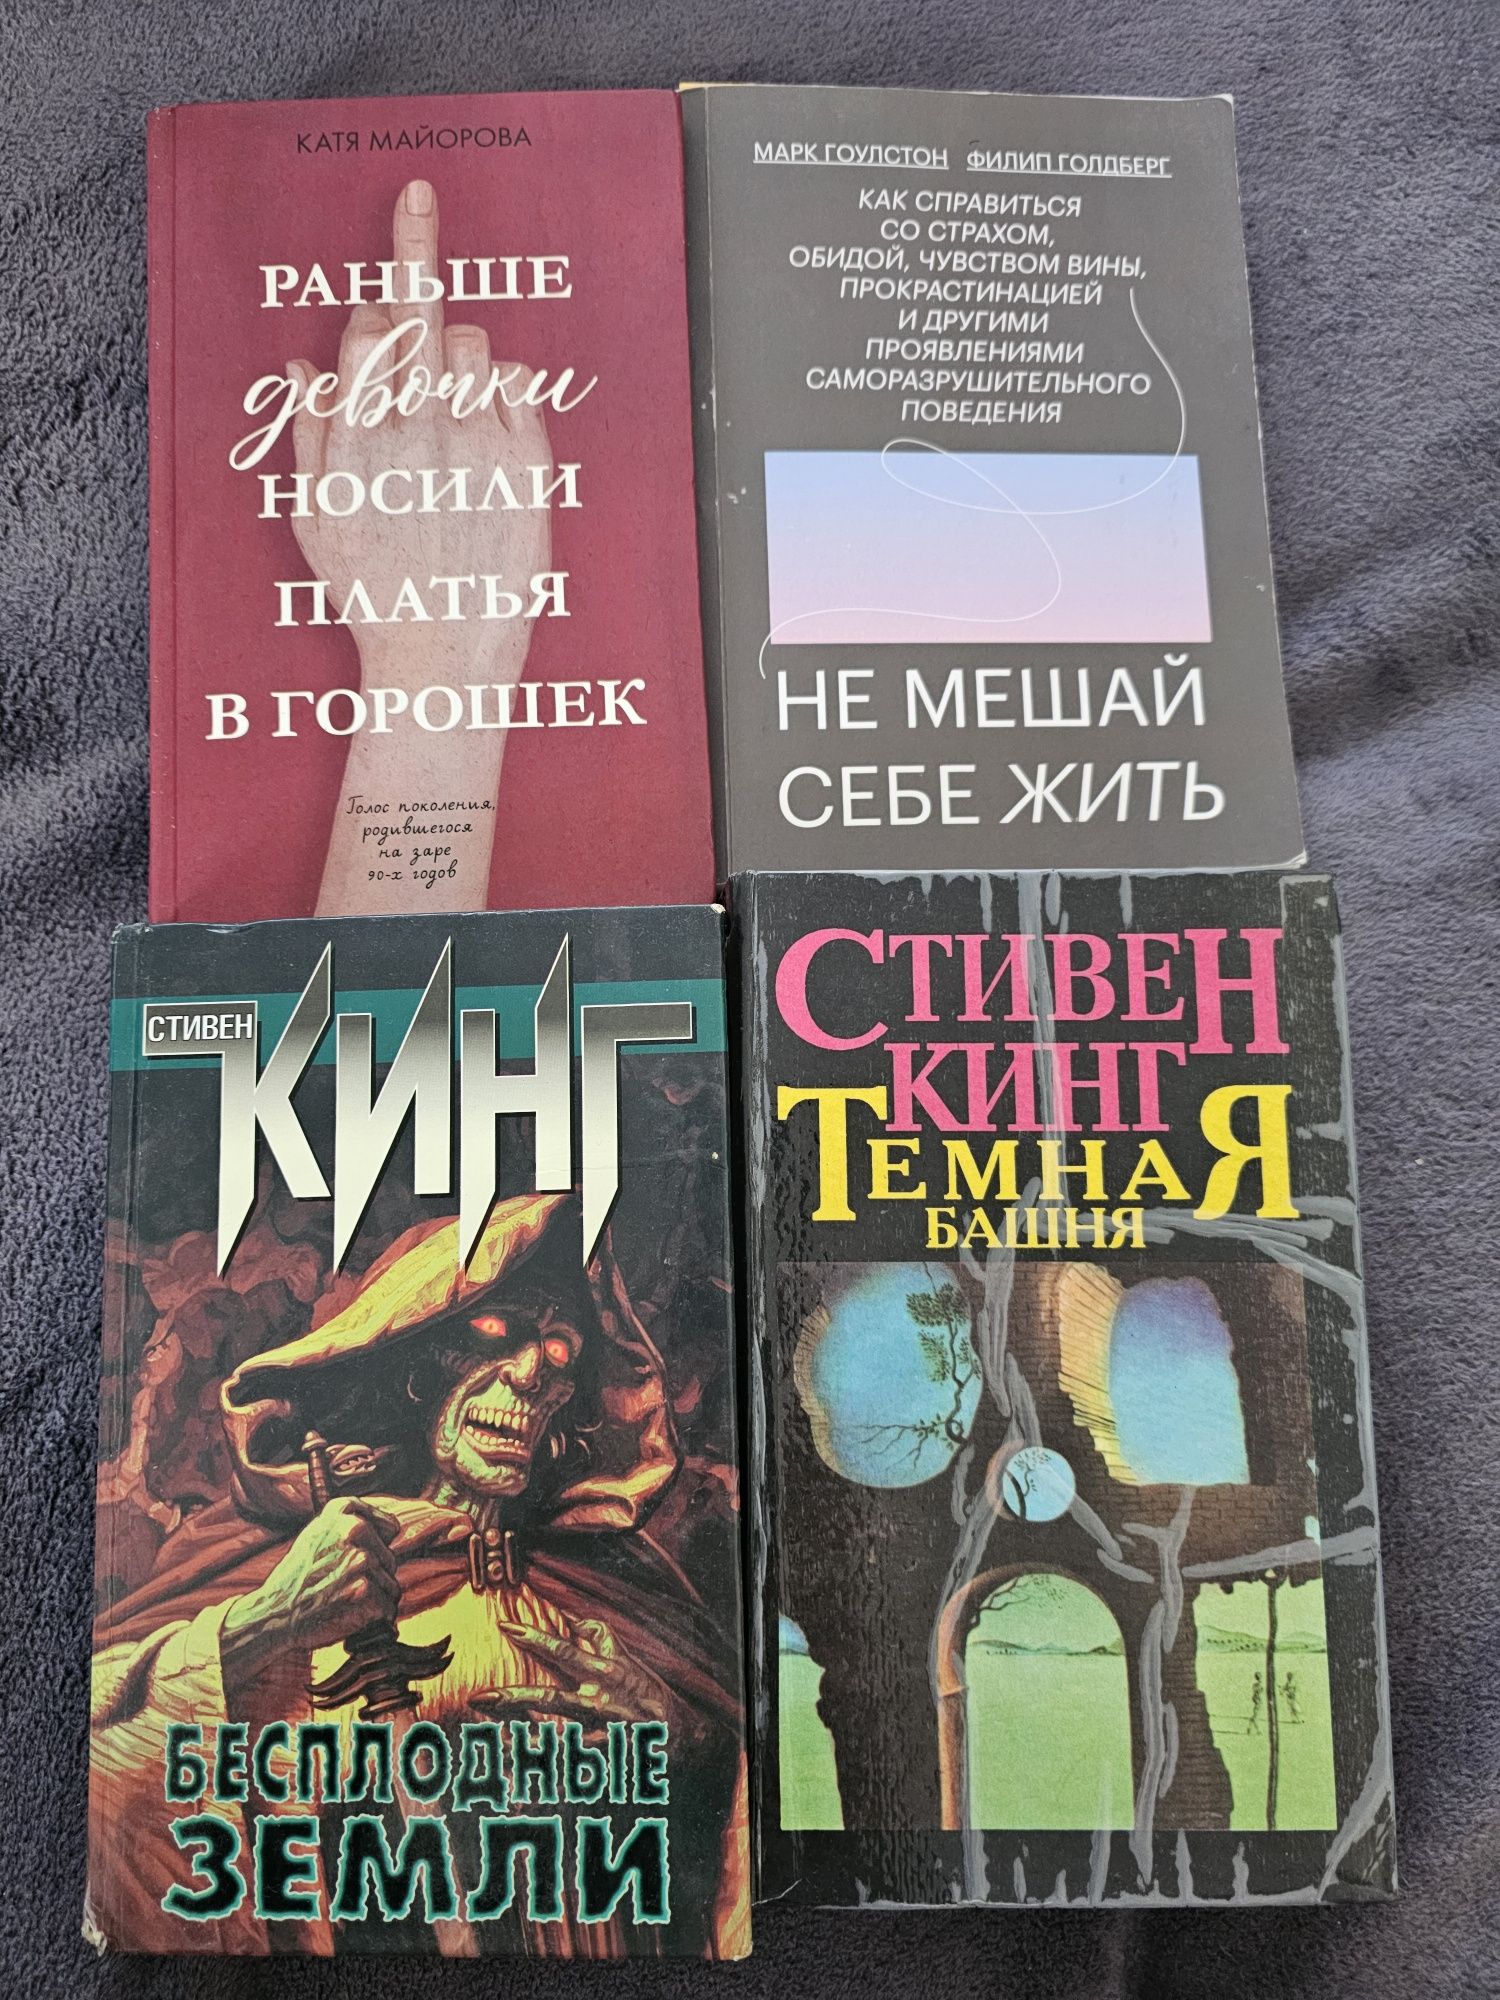 КАТЯ МАЙОРОВА
РАНЬШЕ
девочки
НОСИЛИ
ПЛАТЬЯ
В ГОРОШЕК
Голос поколения,
родившегося
на заре
90-х годов
МАРК ГОУЛСТОН ФИЛИП ГОЛДБЕРГ
КАК СПРАВИТЬСЯ
СО СТРАХОМ,
ОБИДОЙ, ЧУВСТВОМ ВИНЫ,
ПРОКРАСТИНАЦИЕЙ
И ДРУГИМИ
ПРОЯВЛЕНИЯМИ
САМОРАЗРУШИТЕЛЬНОГО
ПОВЕДЕНИЯ
НЕ МЕШАЙ
СЕБЕ ЖИТЬ
СТИВЕН
КИНГ
БЕСПЛОДНЫЕ
ЗЕМЛИ
СТИВЕН
КИНГ
ТЕМНАЯ
БАШНЯ